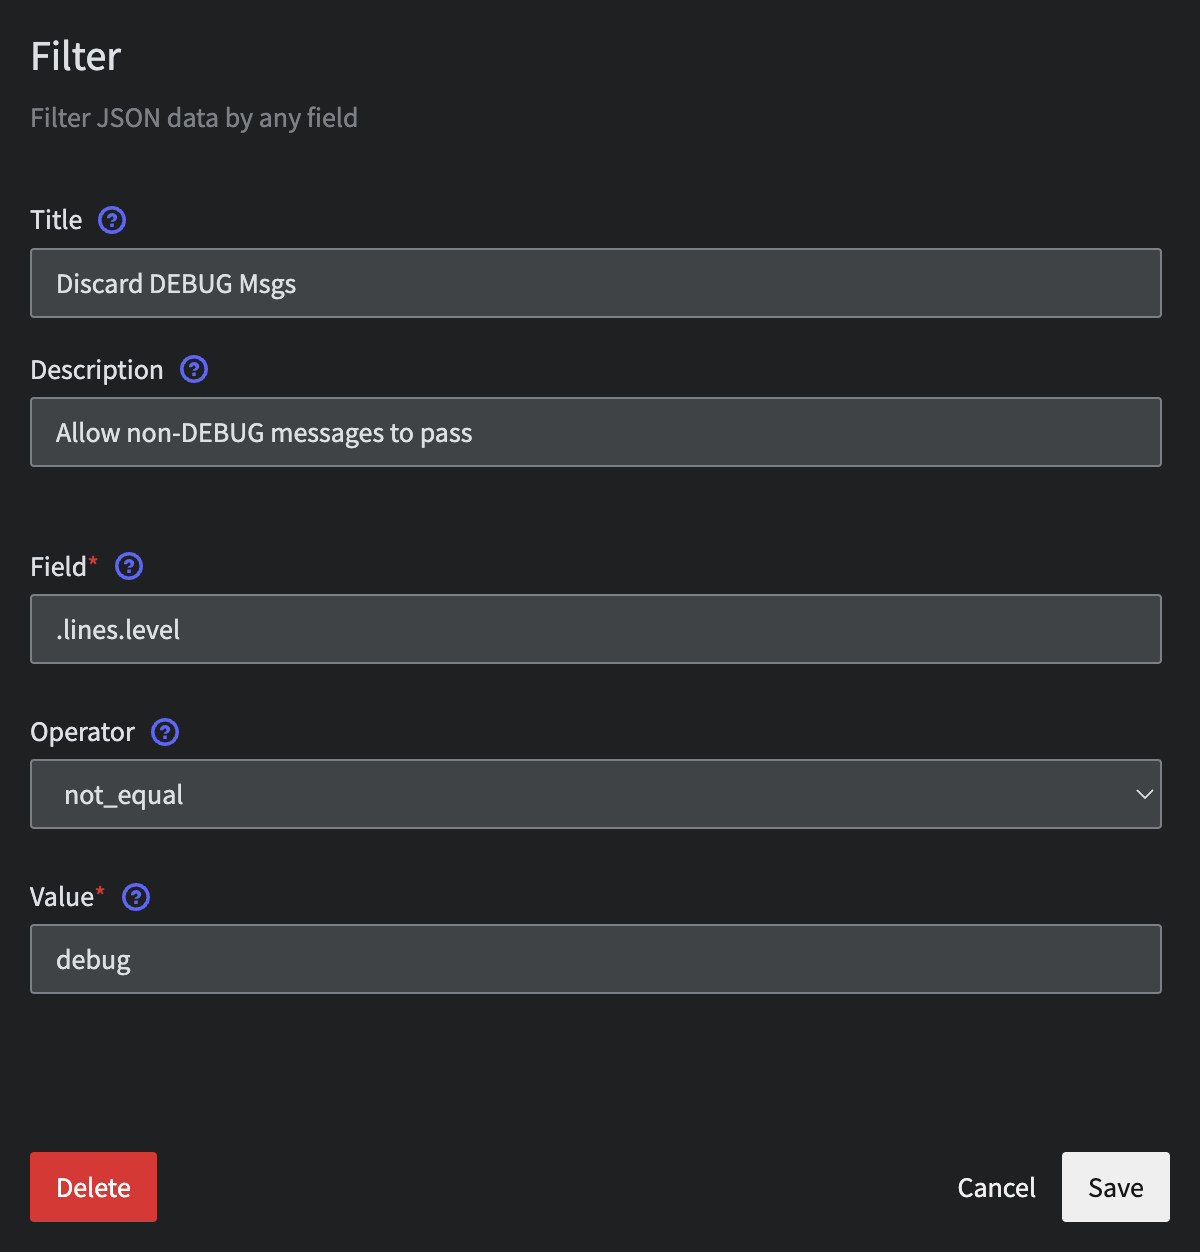 Filter
Filter JSON data by any field
Title ?
Discard DEBUG Msgs
Description ?
Allow non-DEBUG messages to pass
Field* ?
.lines.level
Operator ?
not_equal
Value* ?
debug
Delete Cancel Save